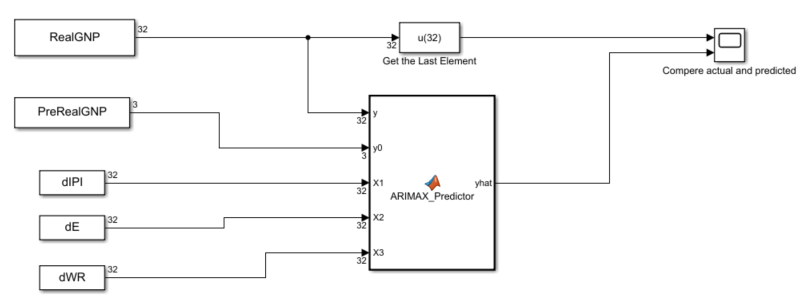 RealGNP
32
32
u(32)
Get the Last Element
Compere actual and predicted
PreRealGNP
3
y
32
y0
3
dIPI
32
X1
32
ARIMAX_Predictor
yhat
dE
32
X2
32
dWR
32
X3
32